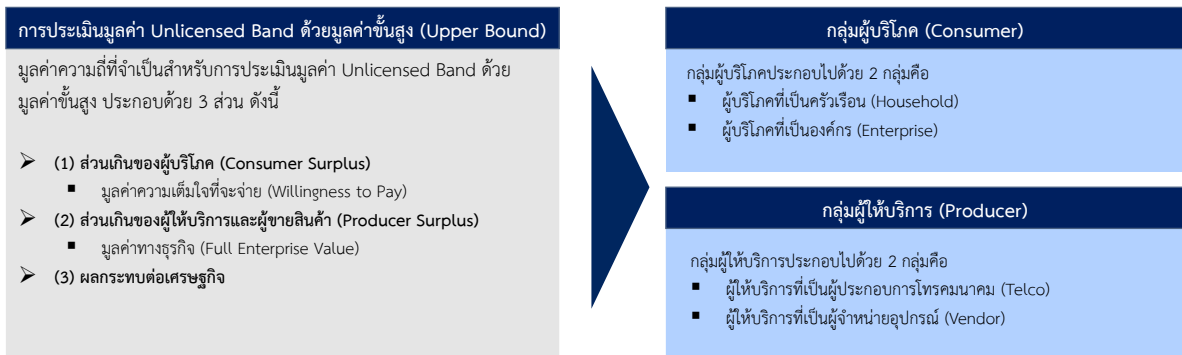 การประเมินมูลค่า Unlicensed Band ด้วยมูลค่าขั้นสูง (Upper Bound)
มูลค่าความถี่ที่จำเป็นสำหรับการประเมินมูลค่า Unlicensed Band ด้วย
มูลค่าขั้นสูง ประกอบด้วย 3 ส่วน ดังนี้
➤ (1) ส่วนเกินของผู้บริโภค (Consumer Surplus)
■ มูลค่าความเต็มใจที่จะจ่าย (Willingness to Pay)
➤ (2) ส่วนเกินของผู้ให้บริการและผู้ขายสินค้า (Producer Surplus)
■ มูลค่าทางธุรกิจ (Full Enterprise Value)
➤ (3) ผลกระทบต่อเศรษฐกิจ
กลุ่มผู้บริโภค (Consumer)
กลุ่มผู้บริโภคประกอบไปด้วย 2 กลุ่มคือ
■ ผู้บริโภคที่เป็นครัวเรือน (Household)
■ ผู้บริโภคที่เป็นองค์กร (Enterprise)
กลุ่มผู้ให้บริการ (Producer)
กลุ่มผู้ให้บริการประกอบไปด้วย 2 กลุ่มคือ
■ ผู้ให้บริการที่เป็นผู้ประกอบการโทรคมนาคม (Telco)
■ ผู้ให้บริการที่เป็นผู้จำหน่ายอุปกรณ์ (Vendor)